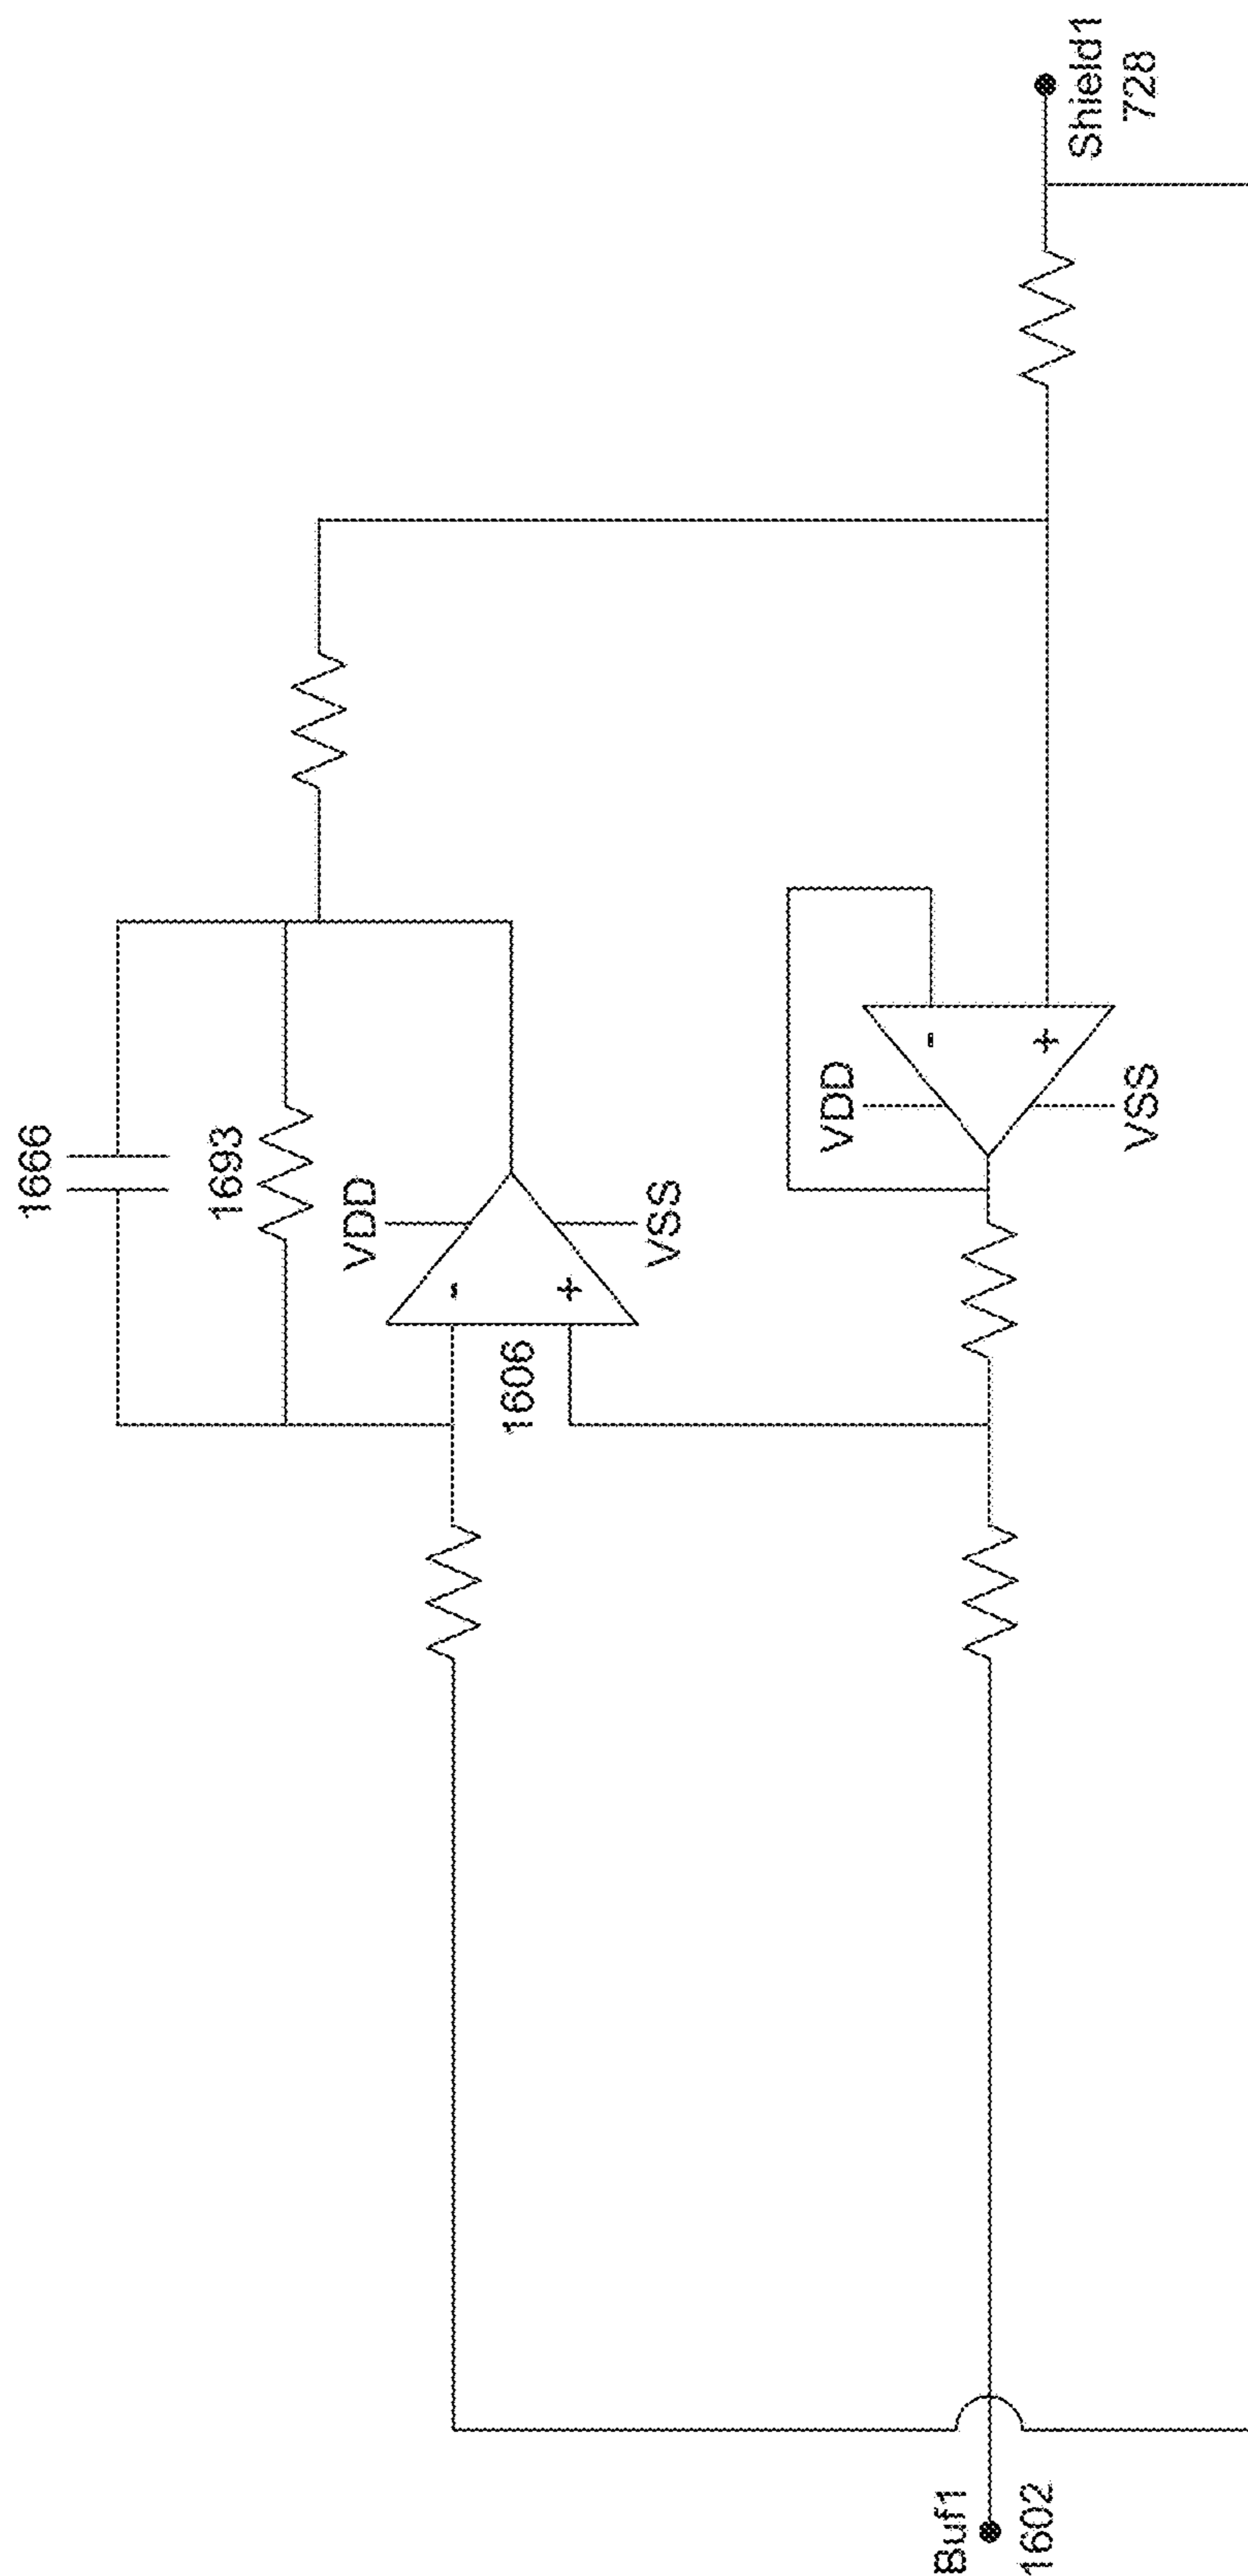 1666
1693
VDD
-
+
VSS
1606
VDD
-
+
VSS
Buf1
1602
Shield1
728